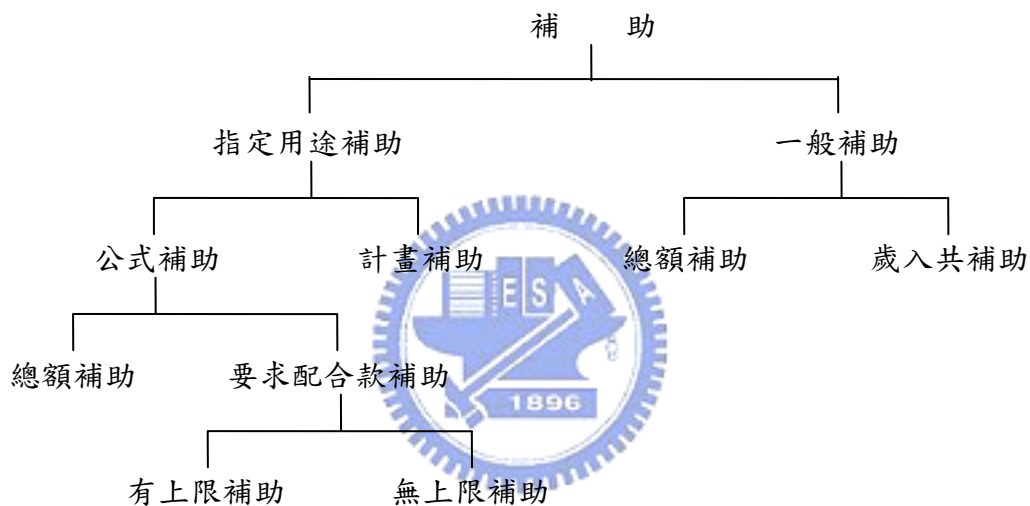 補 助
指定用途補助 一般補助
公式補助 計畫補助 總額補助 歲入共補助
總額補助 要求配合款補助
ESA
1896
有上限補助 無上限補助